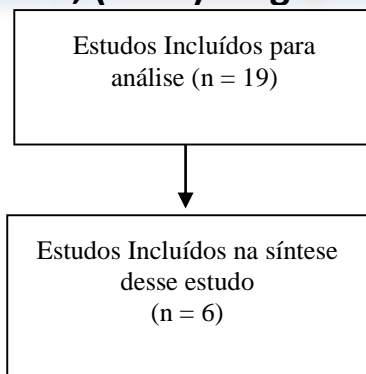 Estudos Incluídos para
análise (n = 19)
Estudos Incluídos na síntese
desse estudo
(n = 6)